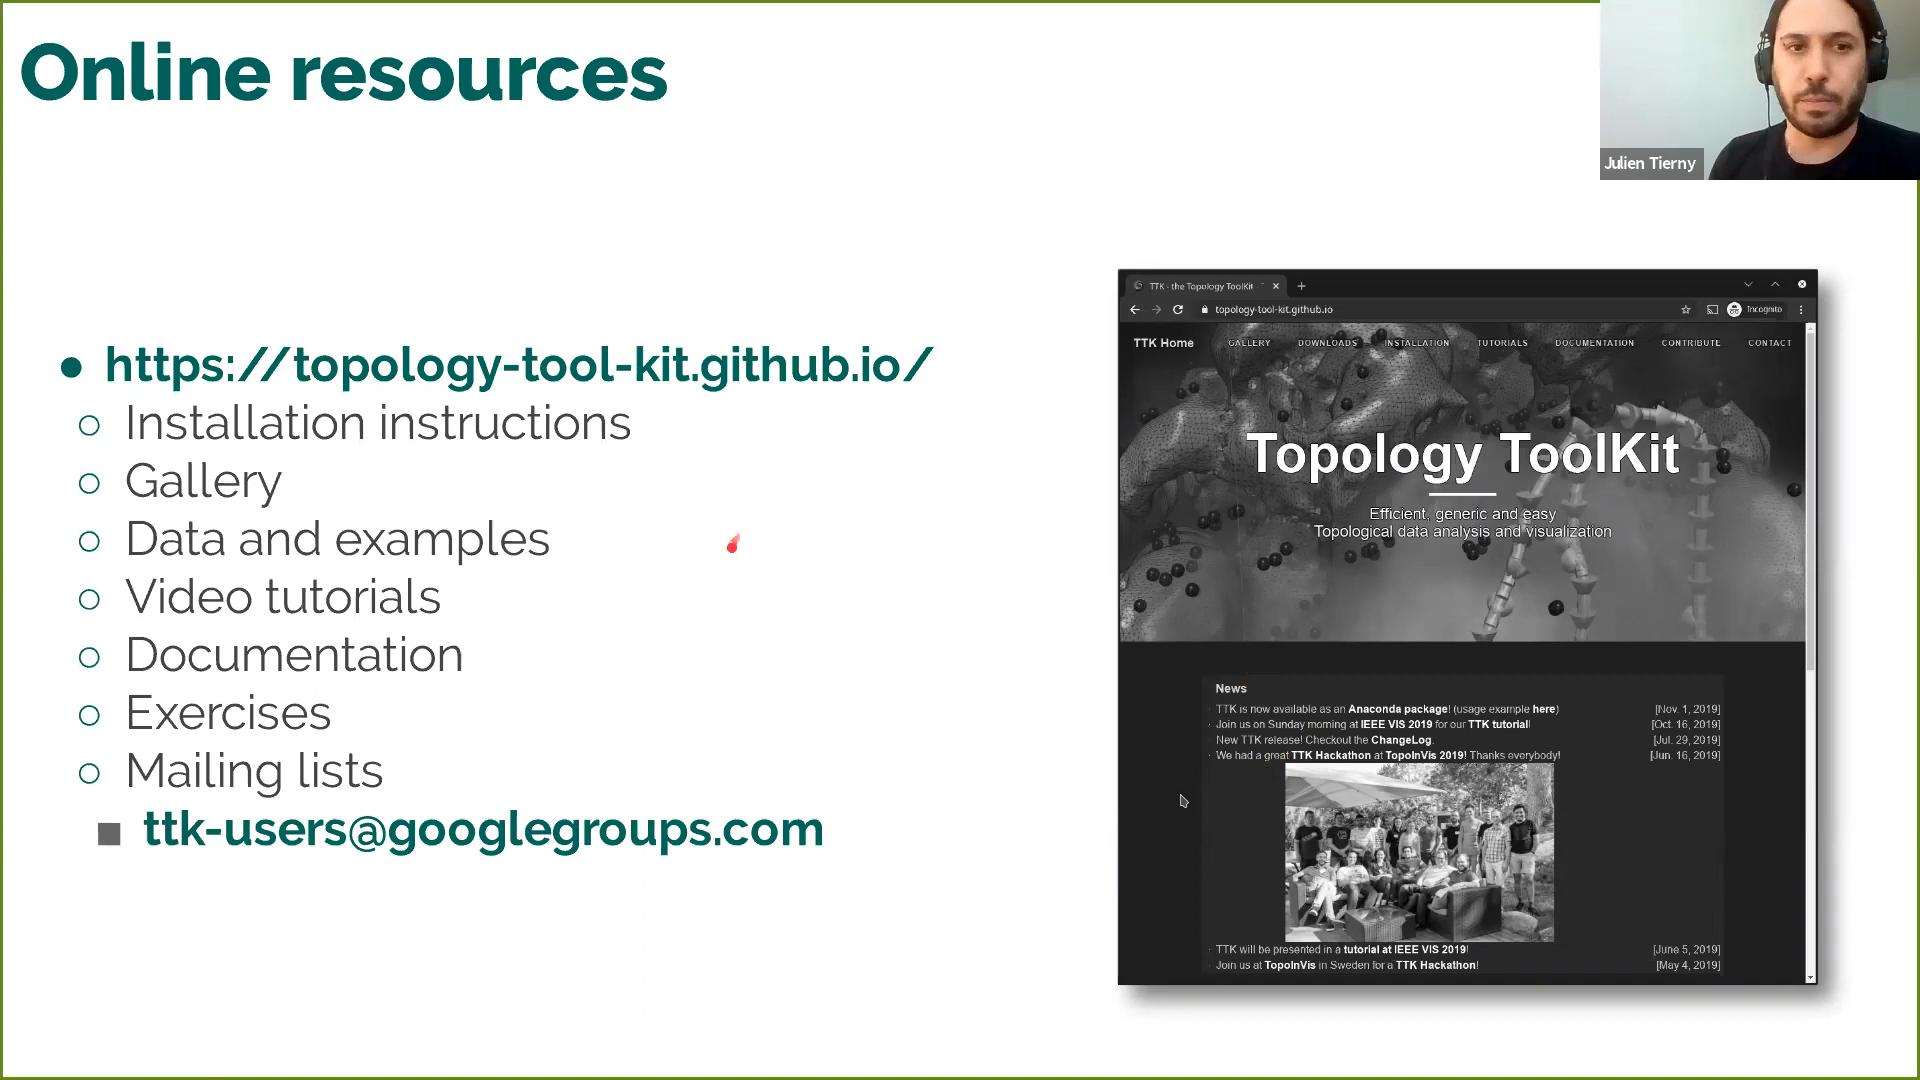 Online resources
Julien Tierny
https://topology-tool-kit.github.io/
Installation instructions
Gallery
Data and examples
Video tutorials
Documentation
Exercises
Mailing lists
ttk-users@googlegroups.com
TTK - the Topology ToolKit
topology-tool-kit.github.io
Incognito
TTK Home GALLERY DOWNLOADS INSTALLATION TUTORIALS DOCUMENTATION CONTRIBUTE CONTACT
Topology ToolKit
Efficient, generic and easy
Topological data analysis and visualization
News
TTK is now available as an Anaconda package! (usage example here) [Nov. 1, 2019]
Join us on Sunday morning at IEEE VIS 2019 for our TTK tutorial! [Oct. 16, 2019]
New TTK release! Checkout the ChangeLog. [Jul. 29, 2019]
We had a great TTK Hackathon at TopoInVis 2019! Thanks everybody! [Jun. 16, 2019]
TTK will be presented in a tutorial at IEEE VIS 2019! [June 5, 2019]
Join us at TopoInVis in Sweden for a TTK Hackathon! [May 4, 2019]